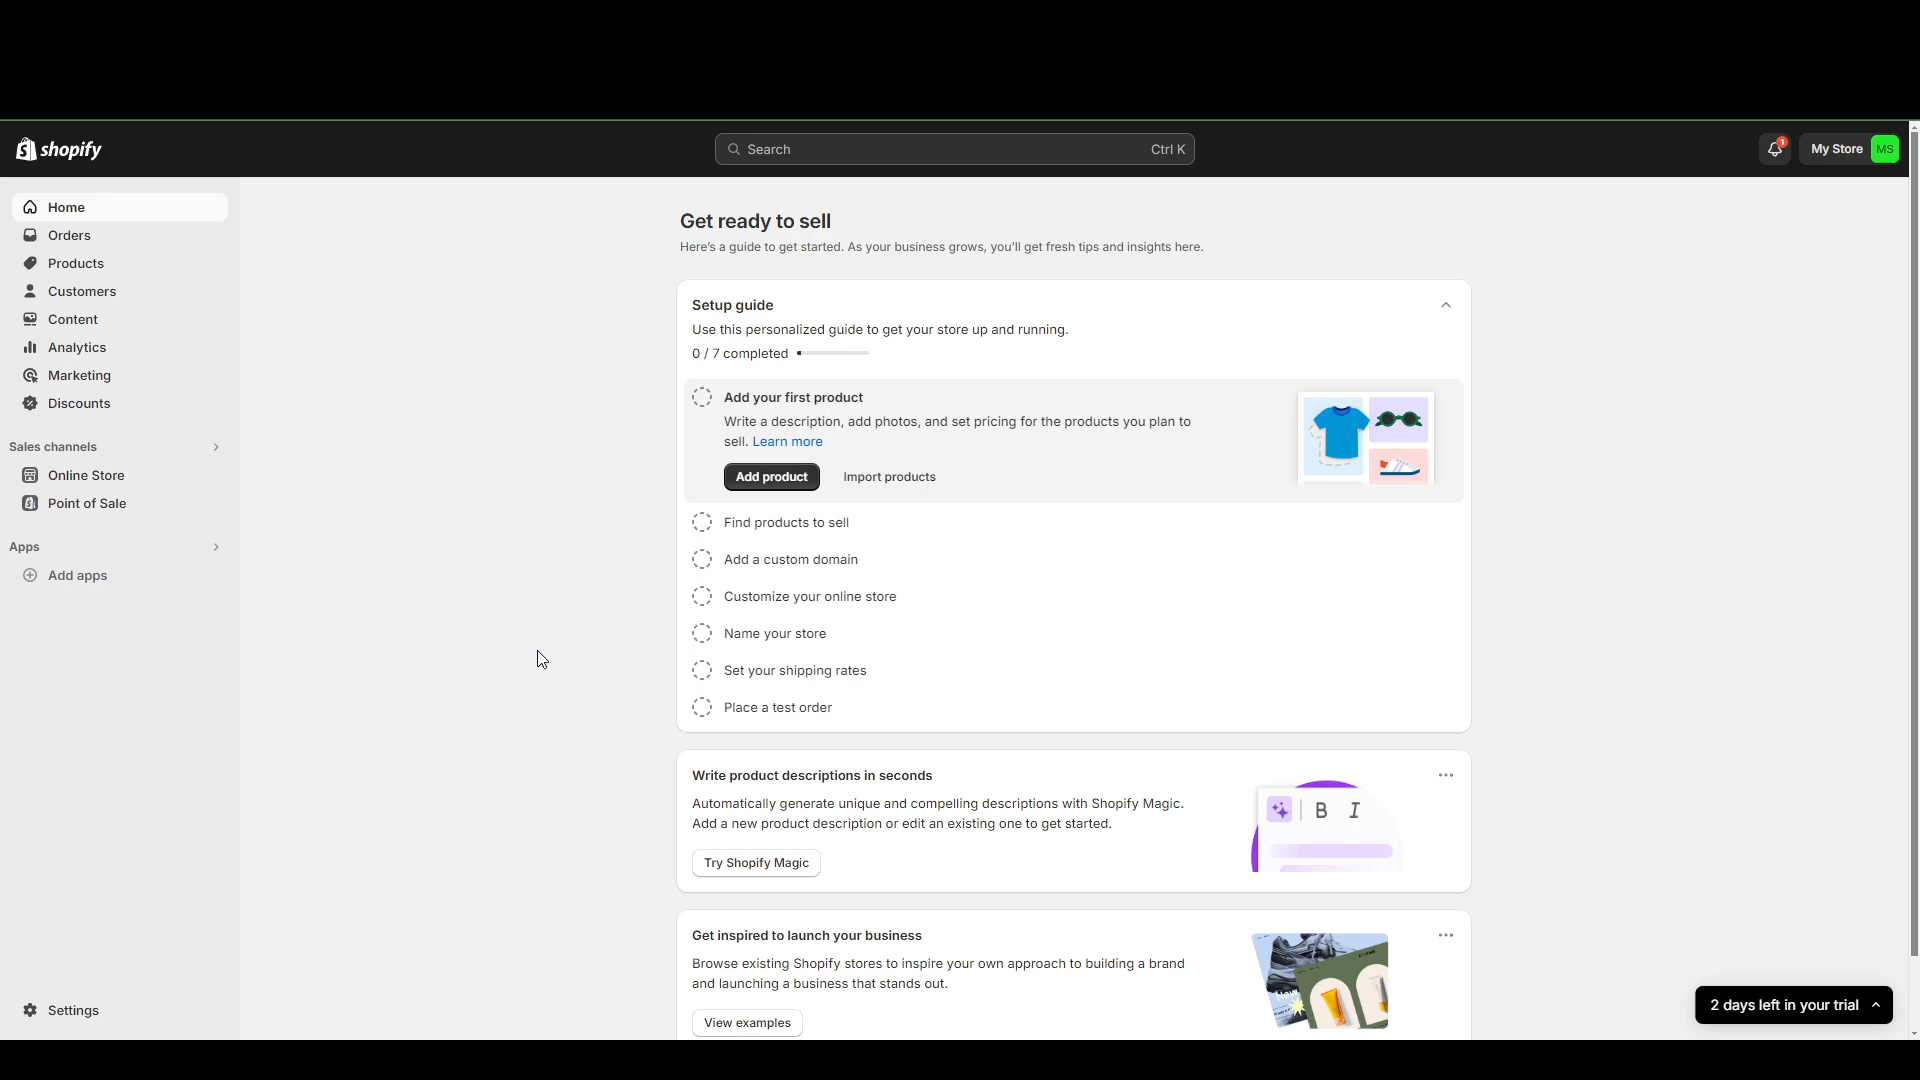 shopify
Search
Ctrl K
1
My Store
MS
Home
Orders
Products
Customers
Content
Analytics
Marketing
Discounts
Sales channels
Online Store
Point of Sale
Apps
Add apps
Settings
Get ready to sell
Here's a guide to get started. As your business grows, you'll get fresh tips and insights here.
Setup guide
Use this personalized guide to get your store up and running.
0 / 7 completed
Add your first product
Write a description, add photos, and set pricing for the products you plan to
sell. Learn more
Add product
Import products
Find products to sell
Add a custom domain
Customize your online store
Name your store
Set your shipping rates
Place a test order
Write product descriptions in seconds
Automatically generate unique and compelling descriptions with Shopify Magic.
Add a new product description or edit an existing one to get started.
Try Shopify Magic
B I
Get inspired to launch your business
Browse existing Shopify stores to inspire your own approach to building a brand
and launching a business that stands out.
View examples
New
2 days left in your trial